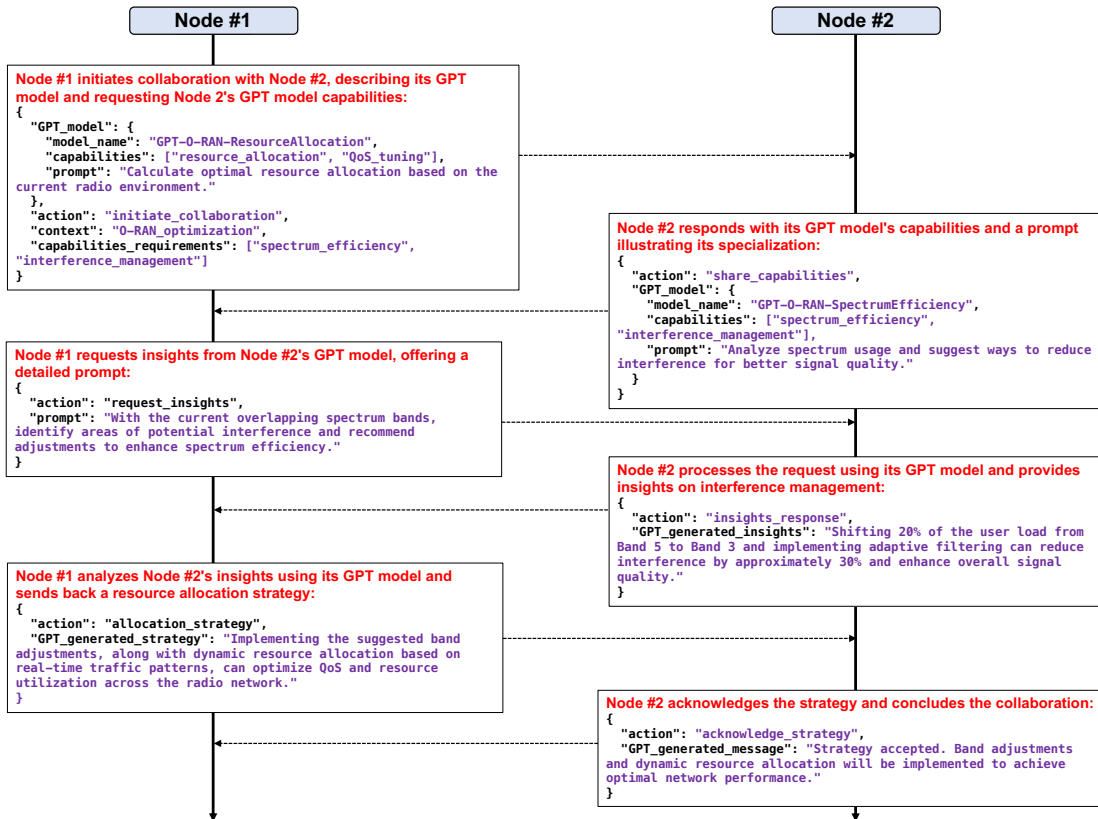 Node #1
Node #2
Node #1 initiates collaboration with Node #2, describing its GPT
model and requesting Node 2's GPT model capabilities:
{
"GPT_model": {
"model_name": "GPT-O-RAN-ResourceAllocation",
"capabilities": ["resource_allocation", "QoS_tuning"],
"prompt": "Calculate optimal resource allocation based on the
current radio environment."
},
"action": "initiate_collaboration",
"context": "O-RAN_optimization",
"capabilities_requirements": ["spectrum_efficiency",
"interference_management"]
}
Node #2 responds with its GPT model's capabilities and a prompt
illustrating its specialization:
{
"action": "share_capabilities",
"GPT_model": {
"model_name": "GPT-O-RAN-SpectrumEfficiency",
"capabilities": ["spectrum_efficiency",
"interference_management"],
"prompt": "Analyze spectrum usage and suggest ways to reduce
interference for better signal quality."
}
}
Node #1 requests insights from Node #2's GPT model, offering a
detailed prompt:
{
"action": "request_insights",
"prompt": "With the current overlapping spectrum bands,
identify areas of potential interference and recommend
adjustments to enhance spectrum efficiency."
}
Node #2 processes the request using its GPT model and provides
insights on interference management:
{
"action": "insights_response",
"GPT_generated_insights": "Shifting 20% of the user load from
Band 5 to Band 3 and implementing adaptive filtering can reduce
interference by approximately 30% and enhance overall signal
quality."
}
Node #1 analyzes Node #2's insights using its GPT model and
sends back a resource allocation strategy:
{
"action": "allocation_strategy",
"GPT_generated_strategy": "Implementing the suggested band
adjustments, along with dynamic resource allocation based on
real-time traffic patterns, can optimize QoS and resource
utilization across the radio network."
}
Node #2 acknowledges the strategy and concludes the collaboration:
{
"action": "acknowledge_strategy",
"GPT_generated_message": "Strategy accepted. Band adjustments
and dynamic resource allocation will be implemented to achieve
optimal network performance."
}